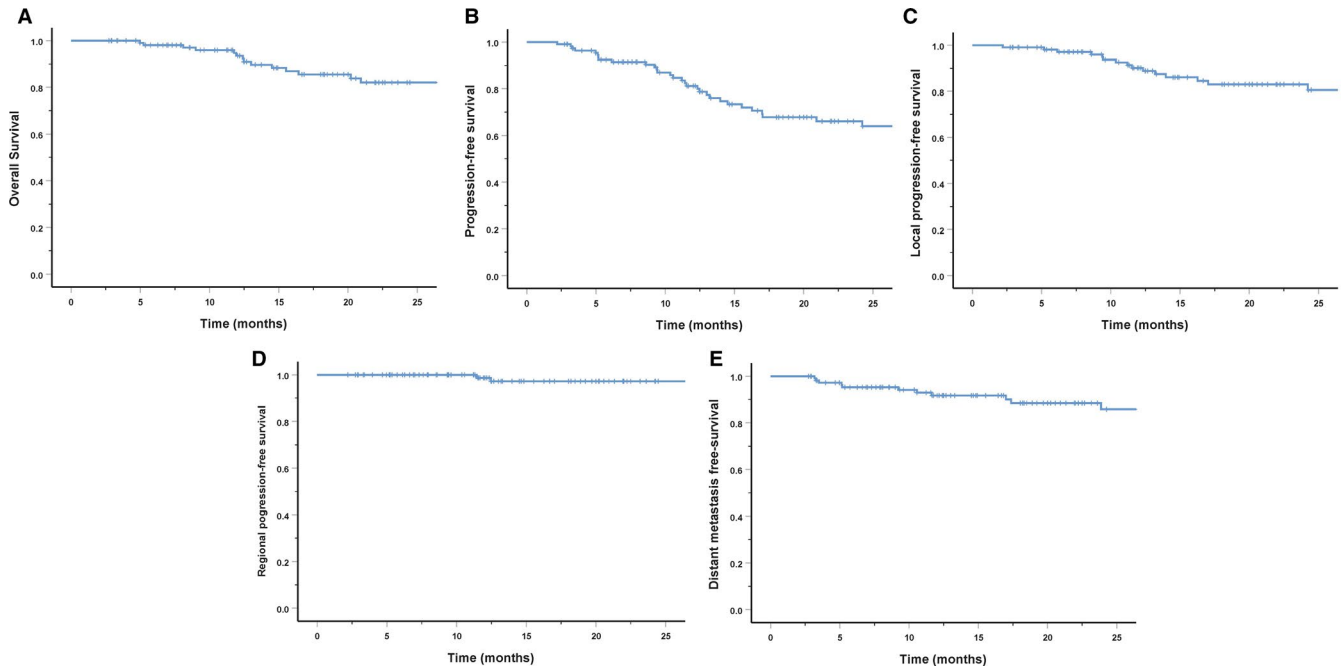 A
Overall Survival
1.0
0.8
0.6
0.4
0.2
0.0
0 5 10 15 20 25
Time (months)
B
Progression-free survival
1.0
0.8
0.6
0.4
0.2
0.0
0 5 10 15 20 25
Time (months)
C
Local progression-free survival
1.0
0.8
0.6
0.4
0.2
0.0
0 5 10 15 20 25
Time (months)
D
Regional pogression-free survival
1.0
0.8
0.6
0.4
0.2
0.0
0 5 10 15 20 25
Time (months)
E
Distant metastasis free-survival
1.0
0.8
0.6
0.4
0.2
0.0
0 5 10 15 20 25
Time (months)